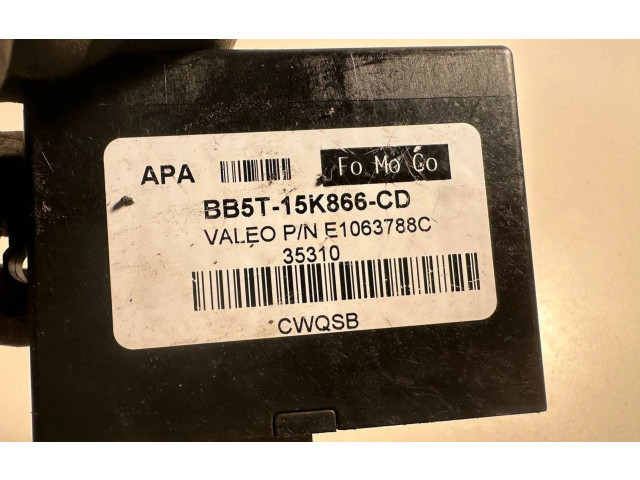 APA Fo Mo Co
BB5T-15K866-CD
VALEO P/N E1063788C
35310
CWQSB